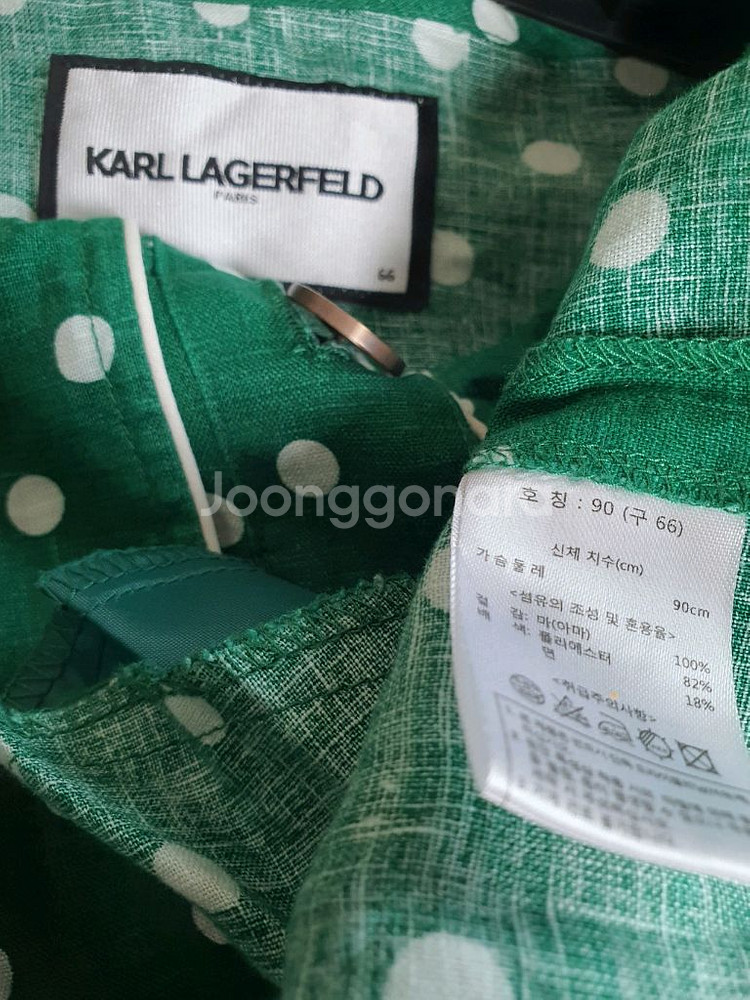 KARL LAGERFELD
PARIS
66
Joonggonara
호 칭 : 90 (구 66)
신체 치수(cm)
가슴둘레 90cm
<섬유의 조성 및 혼용율>
겉 감: 마(아마) 100%
배 색: 폴리에스터 82%
면 18%
<취급주의사항>